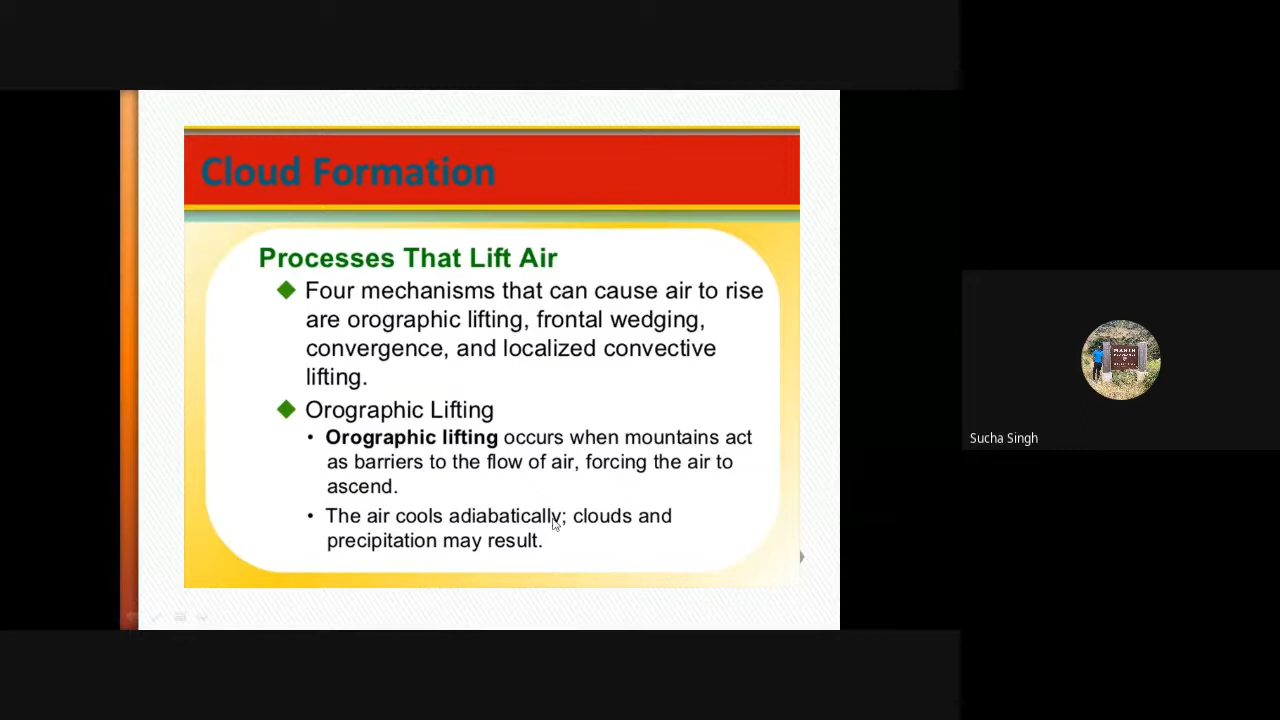 Cloud Formation
Processes That Lift Air
Four mechanisms that can cause air to rise
are orographic lifting, frontal wedging,
convergence, and localized convective
lifting.
Orographic Lifting
• Orographic lifting occurs when mountains act
as barriers to the flow of air, forcing the air to
ascend.
• The air cools adiabatically; clouds and
precipitation may result.
Sucha Singh